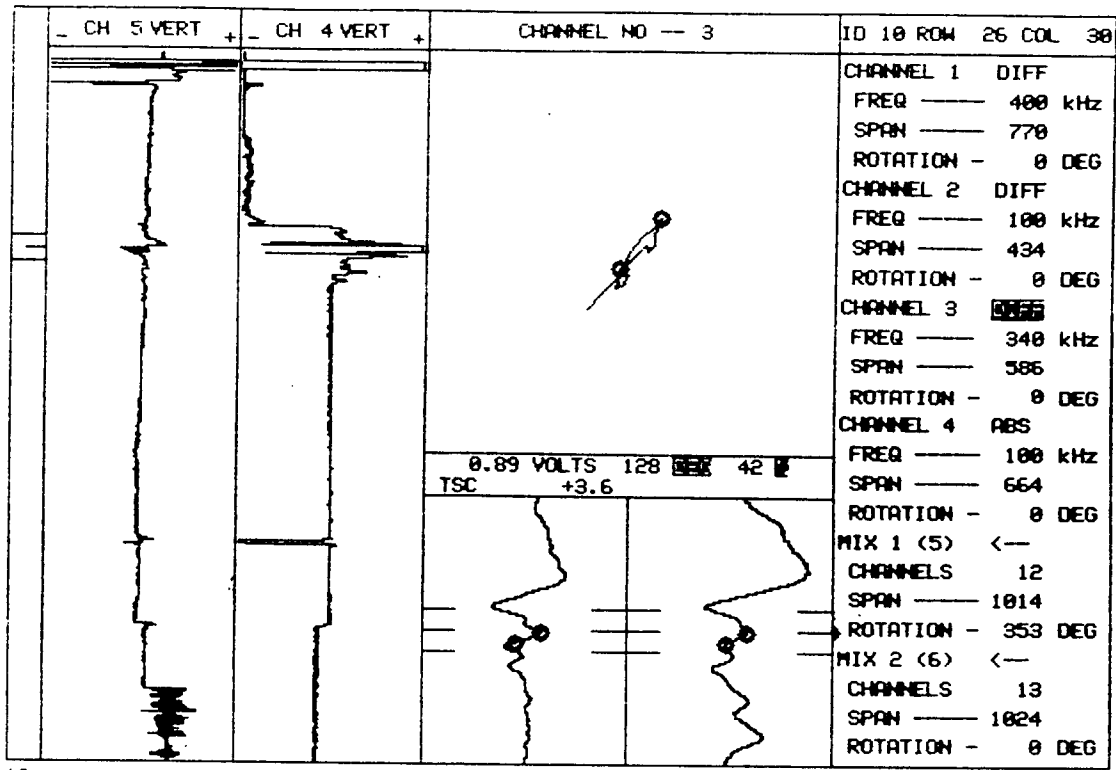 - CH 5 VERT +
- CH 4 VERT +
CHANNEL NO -- 3
ID 10 ROW 26 COL 30
CHANNEL 1 DIFF
FREQ ---- 400 kHz
SPAN ---- 770
ROTATION - 0 DEG
CHANNEL 2 DIFF
FREQ ---- 100 kHz
SPAN ---- 434
ROTATION - 0 DEG
CHANNEL 3 DIFF
FREQ ---- 340 kHz
SPAN ---- 586
ROTATION - 0 DEG
CHANNEL 4 ABS
FREQ ---- 100 kHz
SPAN ---- 664
ROTATION - 0 DEG
MIX 1 (5) <--
CHANNELS 12
SPAN ---- 1014
ROTATION - 353 DEG
MIX 2 (6) <--
CHANNELS 13
SPAN ---- 1024
ROTATION - 0 DEG
0.89 VOLTS 128 42
TSC +3.6